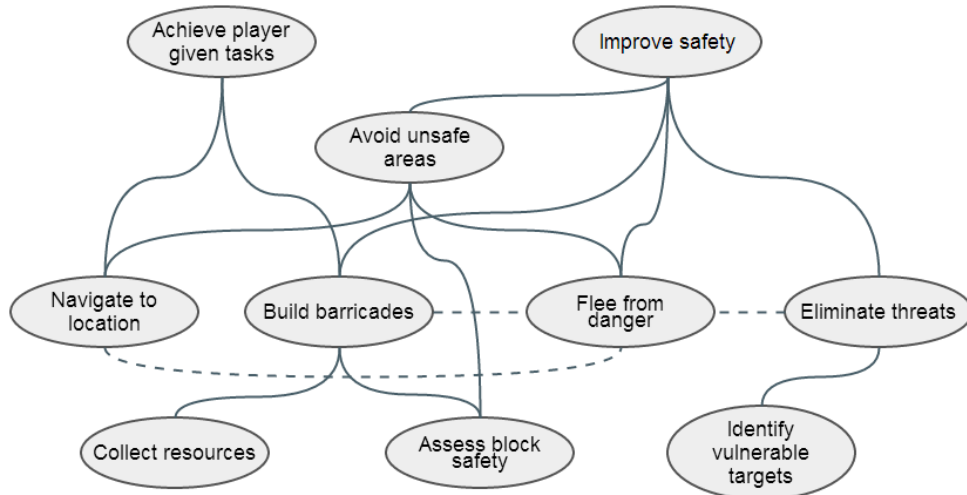 Achieve player
given tasks
Improve safety
Avoid unsafe
areas
Navigate to
location
Build barricades
Flee from
danger
Eliminate threats
Collect resources
Assess block
safety
Identify
vulnerable
targets